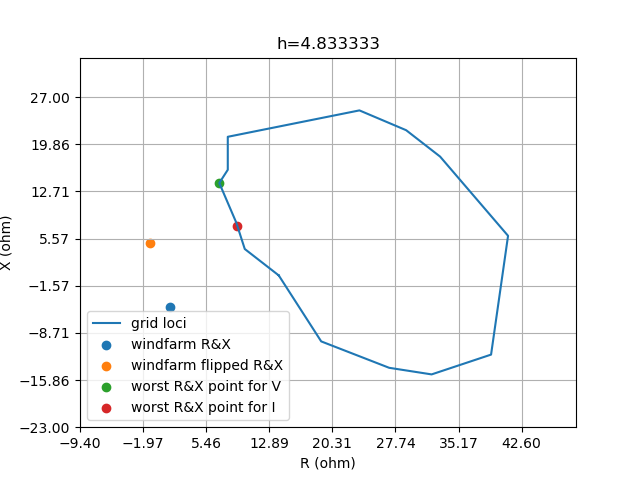 h=4.833333
X (ohm)
27.00
19.86
12.71
5.57
−1.57
−8.71
−15.86
−23.00
grid loci
windfarm R&X
windfarm flipped R&X
worst R&X point for V
worst R&X point for I
−9.40 −1.97 5.46 12.89 20.31 27.74 35.17 42.60
R (ohm)